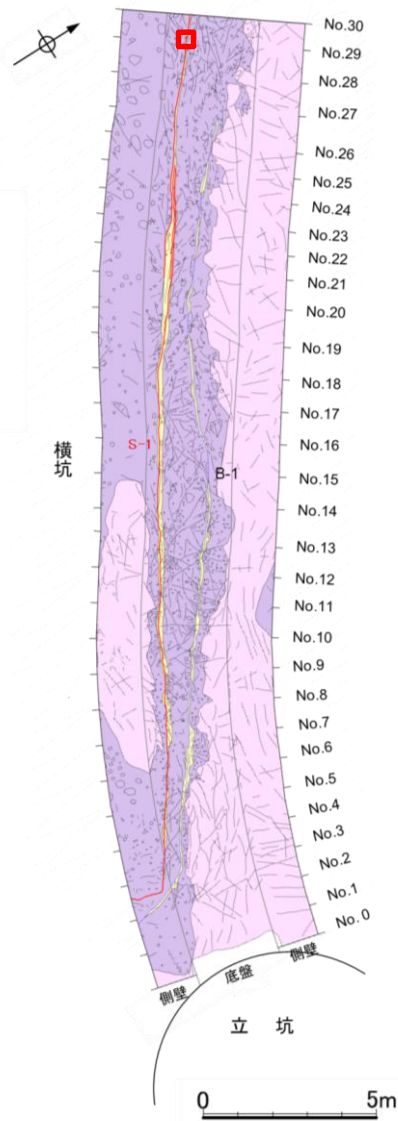 No.30
No.29
No.28
No.27
No.26
No.25
No.24
No.23
No.22
No.21
No.20
No.19
No.18
No.17
S-1
No.16
横坑
B-1
No.15
No.14
No.13
No.12
No.11
No.10
No.9
No.8
No.7
No.6
No.5
No.4
No.3
No.2
No.1
No.0
側壁
底盤
側壁
立 坑
0 5m